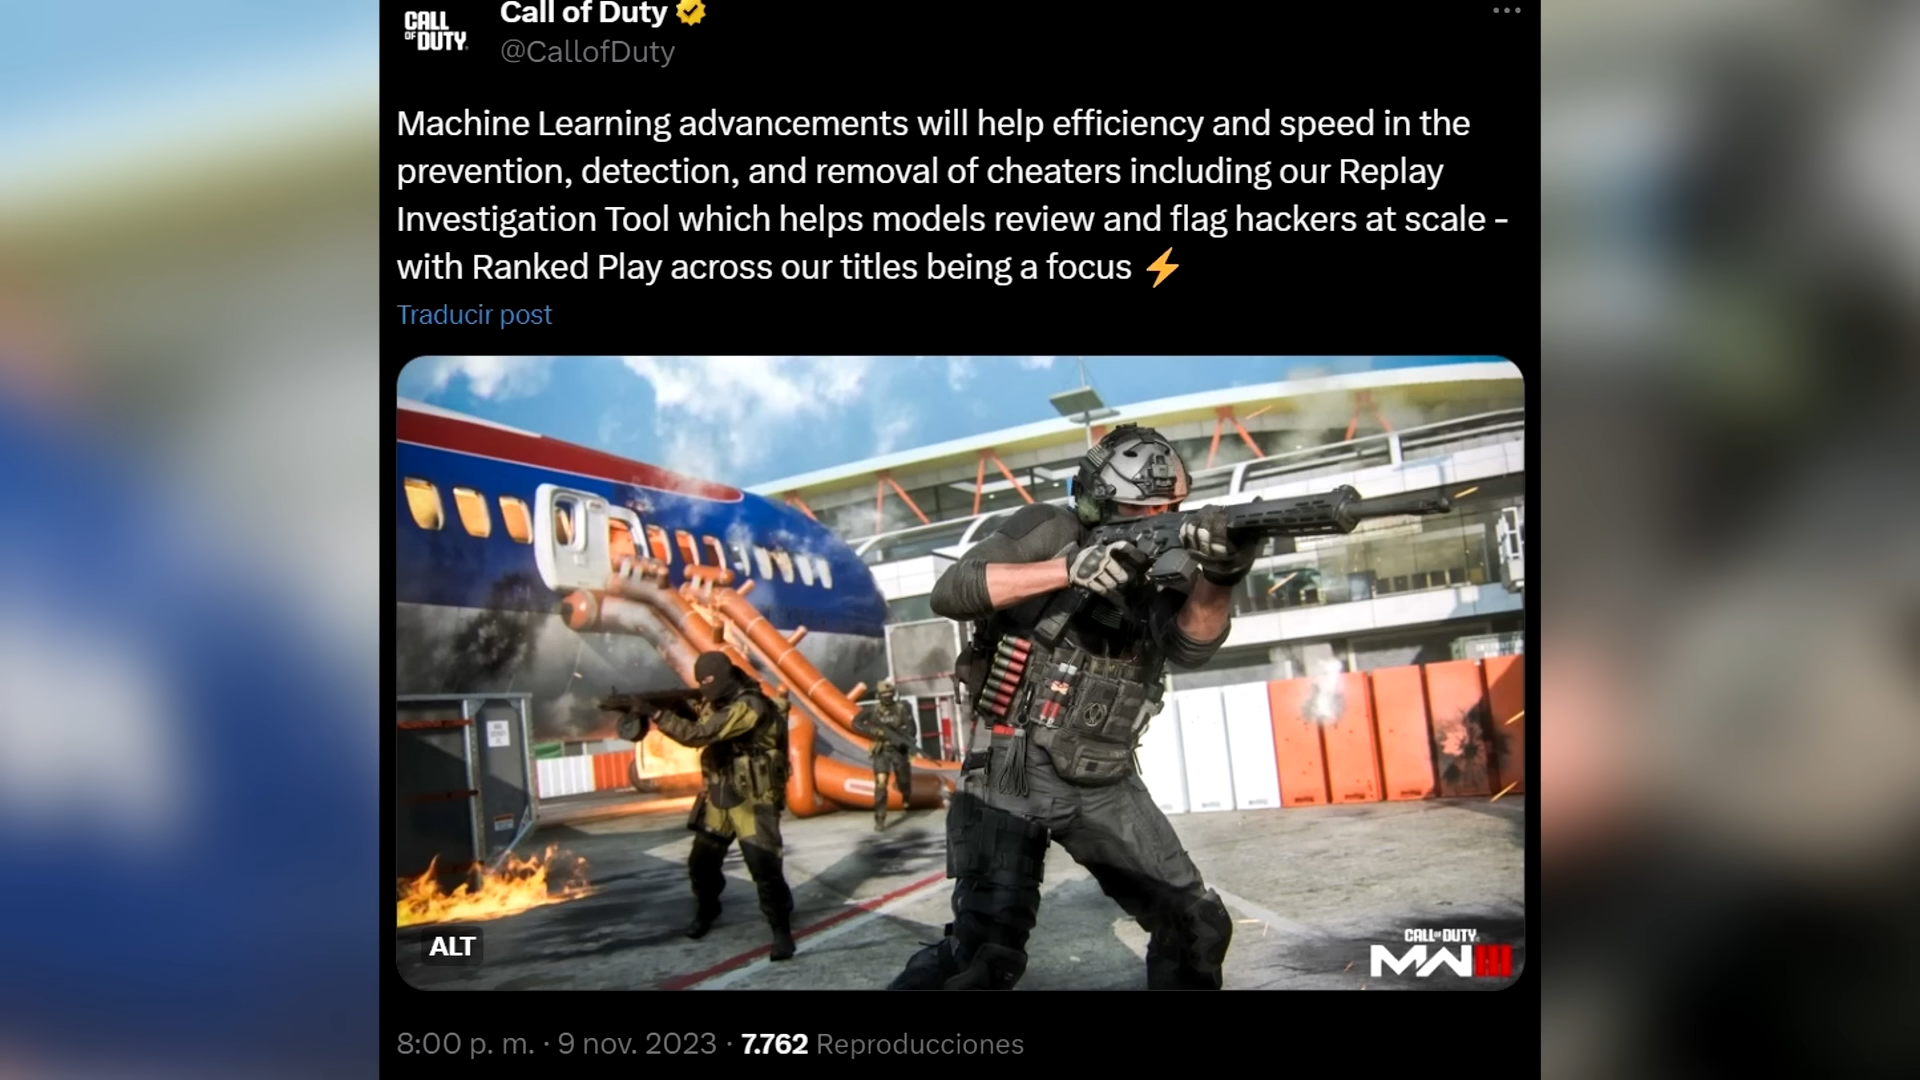 CALL
OF DUTY
Call of Duty
@CallofDuty
Machine Learning advancements will help efficiency and speed in the
prevention, detection, and removal of cheaters including our Replay
Investigation Tool which helps models review and flag hackers at scale –
with Ranked Play across our titles being a focus ⚡
Traducir post
ALT
CALL OF DUTY
MWIII
8:00 p. m. · 9 nov. 2023 · 7.762 Reproducciones